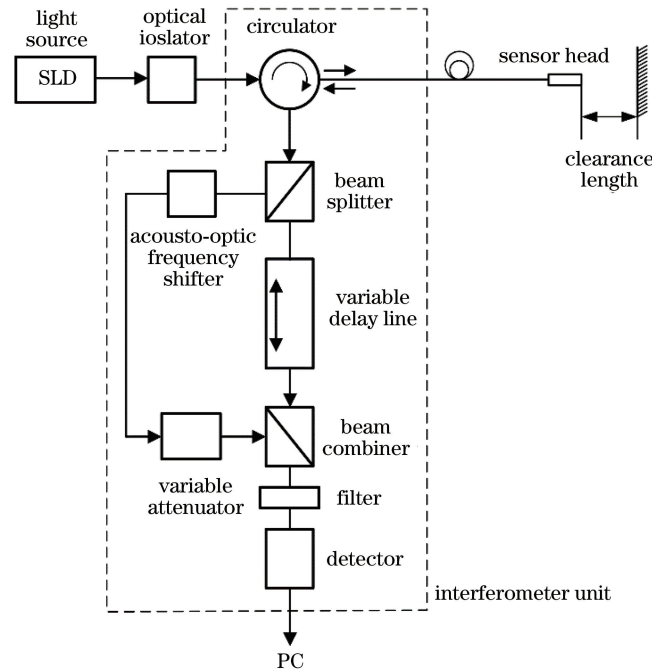 light
source
SLD
optical
ioslator
circulator
sensor head
clearance
length
beam
splitter
acousto-optic
frequency
shifter
variable
delay line
beam
combiner
variable
attenuator
filter
detector
interferometer unit
PC